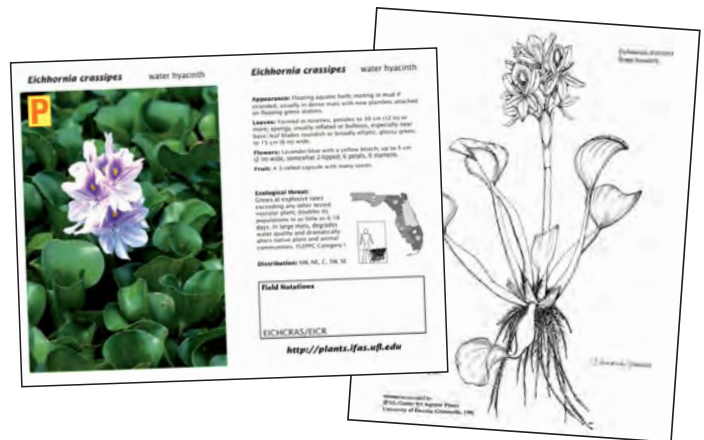 Eichhornia crassipes water hyacinth
P
Eichhornia crassipes water hyacinth
Appearance: Floating aquatic herb; rooting in mud if
stranded; usually in dense mats with new plantlets attached
on floating green stolons.
Leaves: Formed in rosettes; petioles to 30 cm (12 in) or
more, spongy, usually inflated or bulbous, especially near
base; leaf blades roundish or broadly elliptic, glossy green,
to 15 cm (6 in) wide.
Flowers: Lavender-blue with a yellow blotch, up to 5 cm
(2 in) wide, somewhat 2-lipped; 6 petals, 6 stamens.
Fruit: A 3-celled capsule with many seeds.
Ecological threat:
Grows at explosive rates
exceeding any other tested
vascular plant; doubles its
populations in as little as 6-18
days. In large mats, degrades
water quality and dramatically
alters native plant and animal
communities. FLEPPC Category I
Distribution: NW, NE, C, SW, SE
Field Notations
EICHCRAS/EICR
http://plants.ifas.ufl.edu
IFAS, Center for Aquatic Plants
University of Florida, Gainesville, 1990